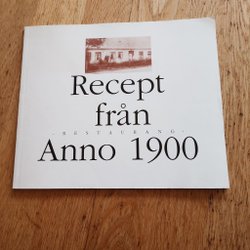 Recept
från
- RESTAURANG -
Anno 1900